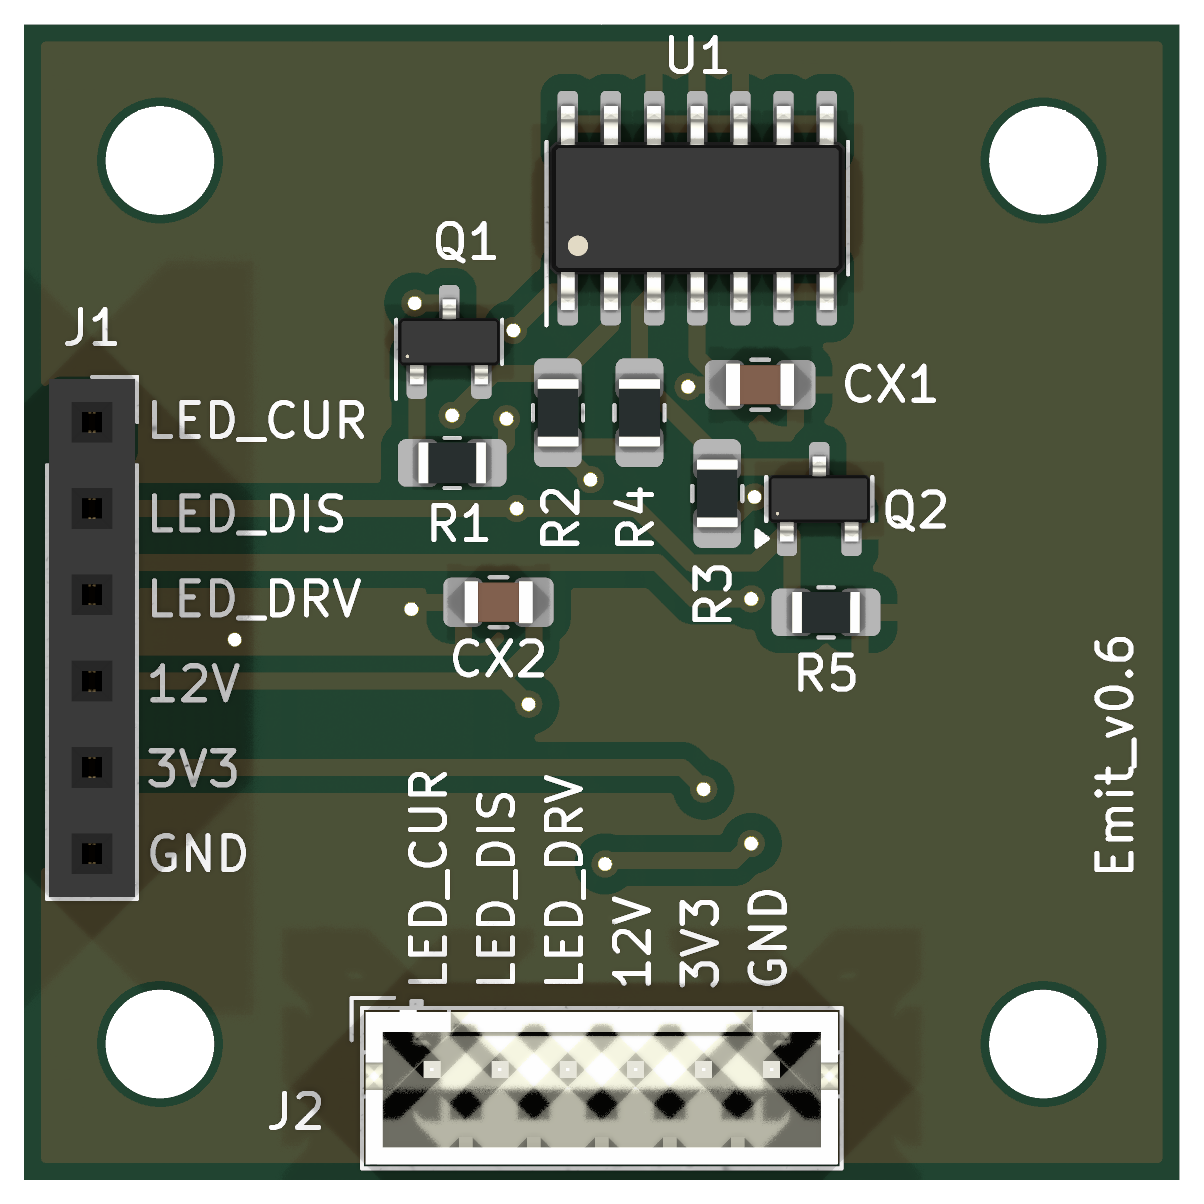 U1
Q1
J1
LED_CUR
CX1
LED_DIS
Q2
R1
R2
R4
R3
LED_DRV
CX2
R5
12V
3V3
GND
Emit_v0.6
LED_CUR
LED_DIS
LED_DRV
12V
3V3
GND
J2